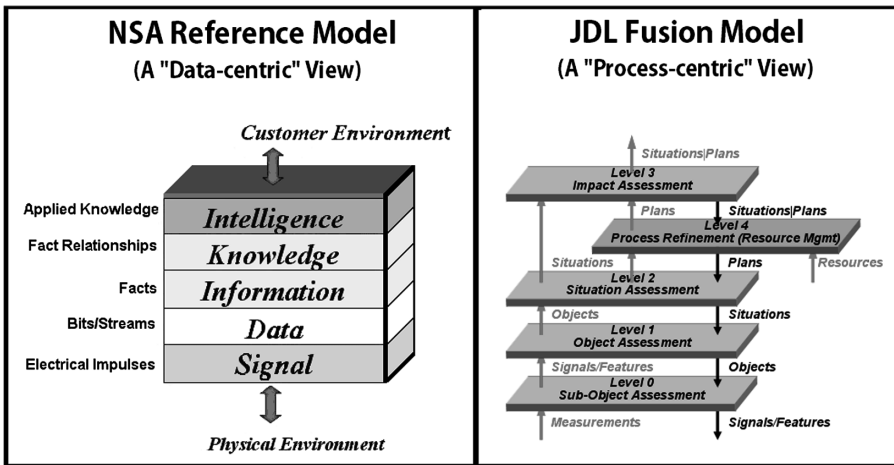 NSA Reference Model
(A "Data-centric" View)
Customer Environment
Applied Knowledge
Intelligence
Fact Relationships
Knowledge
Facts
Information
Bits/Streams
Data
Electrical Impulses
Signal
Physical Environment
JDL Fusion Model
(A "Process-centric" View)
Situations|Plans
Level 3
Impact Assessment
Plans
Situations|Plans
Level 4
Process Refinement (Resource Mgmt)
Situations
Plans
Resources
Level 2
Situation Assessment
Objects
Situations
Level 1
Object Assessment
Signals/Features
Objects
Level 0
Sub-Object Assessment
Measurements
Signals/Features